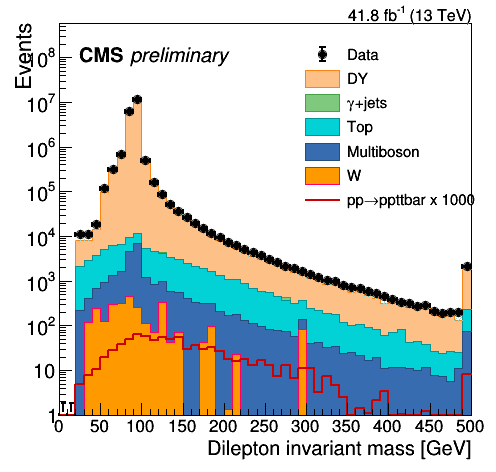 41.8 fb⁻¹ (13 TeV)
Events
CMS preliminary
Data
DY
γ+jets
Top
Multiboson
W
pp→ppttbar x 1000
10⁸
10⁷
10⁶
10⁵
10⁴
10³
10²
10
1
0 50 100 150 200 250 300 350 400 450 500
Dilepton invariant mass [GeV]